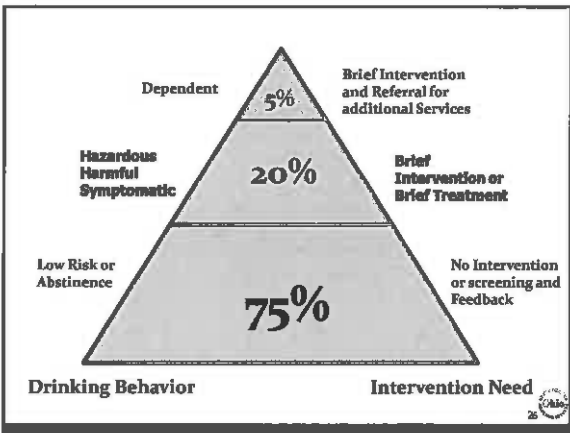 Dependent
5%
Brief Intervention
and Referral for
additional Services
Hazardous
Harmful
Symptomatic
20%
Brief
Intervention or
Brief Treatment
Low Risk or
Abstinence
75%
No Intervention
or screening and
Feedback
Drinking Behavior
Intervention Need
26
Ohio